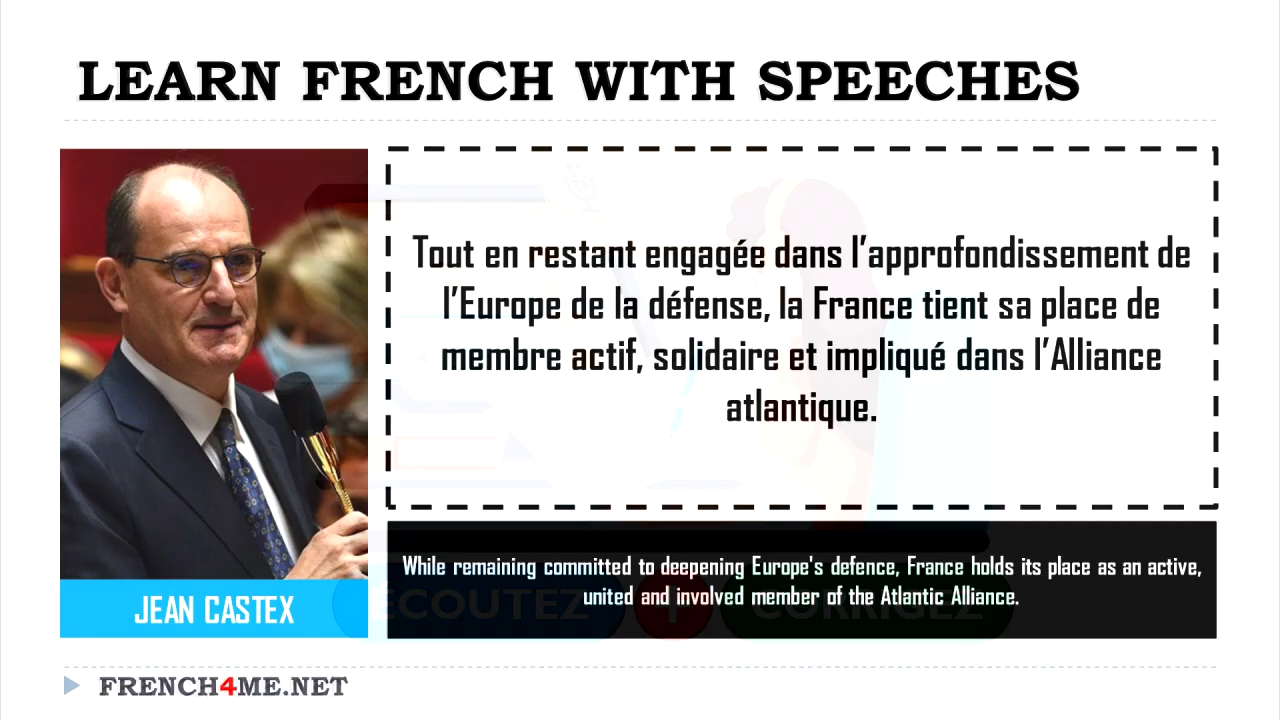 LEARN FRENCH WITH SPEECHES
Tout en restant engagée dans l'approfondissement de
l'Europe de la défense, la France tient sa place de
membre actif, solidaire et impliqué dans l'Alliance
atlantique.
While remaining committed to deepening Europe's defence, France holds its place as an active,
united and involved member of the Atlantic Alliance.
ÉCOUTEZ + CORRIGEZ
JEAN CASTEX
FRENCH4ME.NET